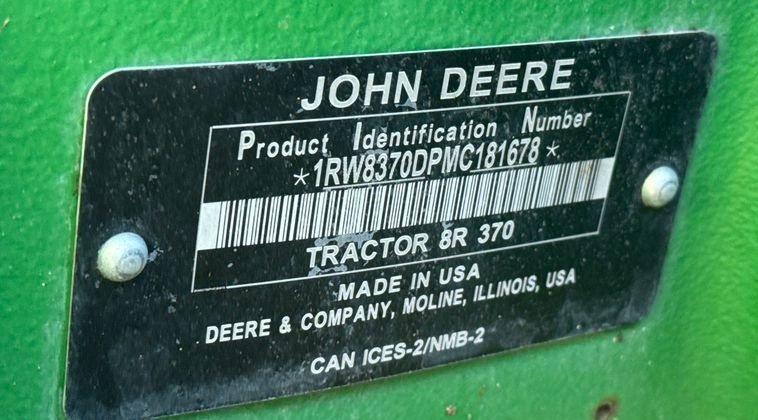 JOHN DEERE
Product Identification Number
*1RW8370DPMC181678*
TRACTOR 8R 370
MADE IN USA
DEERE & COMPANY, MOLINE, ILLINOIS, USA
CAN ICES-2/NMB-2